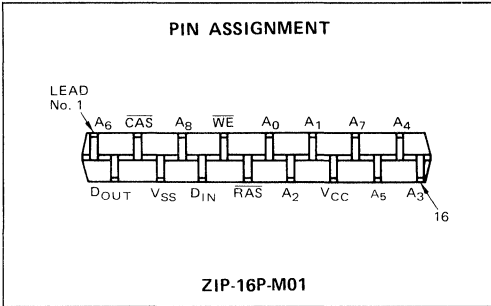 PIN ASSIGNMENT
LEAD
No. 1
A6 CAS A8 WE A0 A1 A7 A4
DOUT VSS DIN RAS A2 VCC A5 A3
16
ZIP-16P-M01